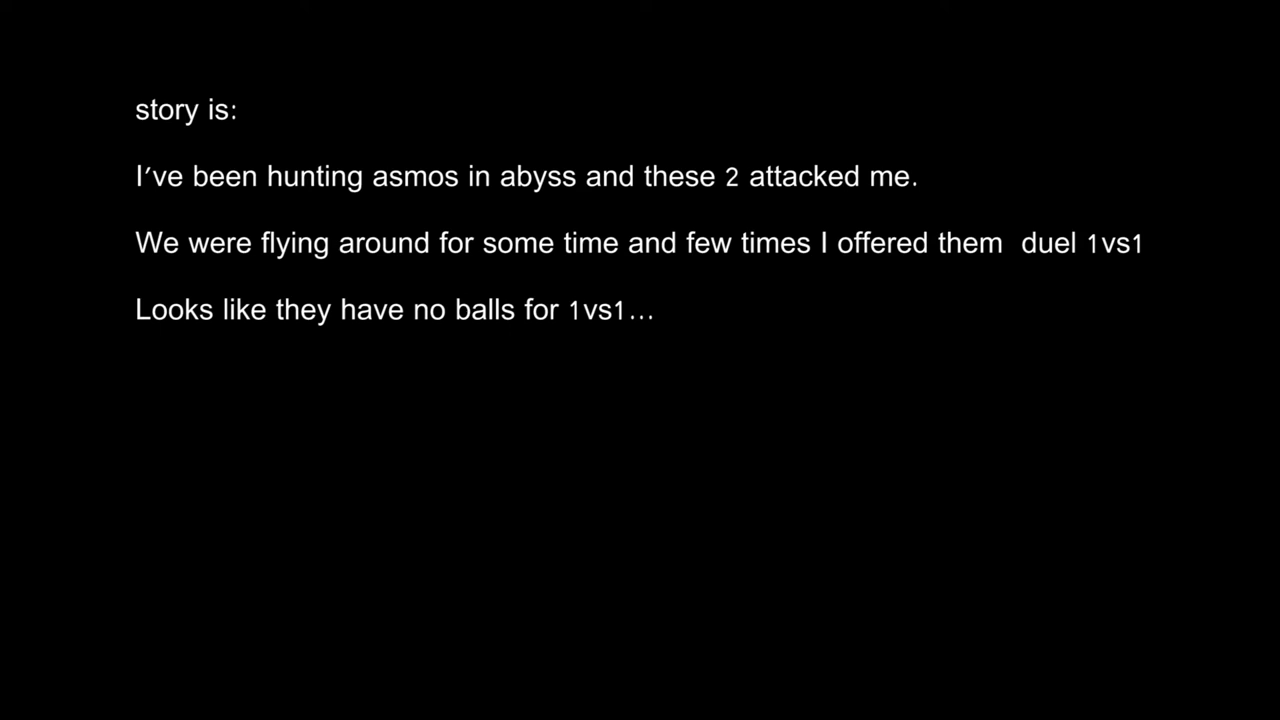 story is:
I've been hunting asmos in abyss and these 2 attacked me.
We were flying around for some time and few times I offered them  duel 1vs1
Looks like they have no balls for 1vs1...